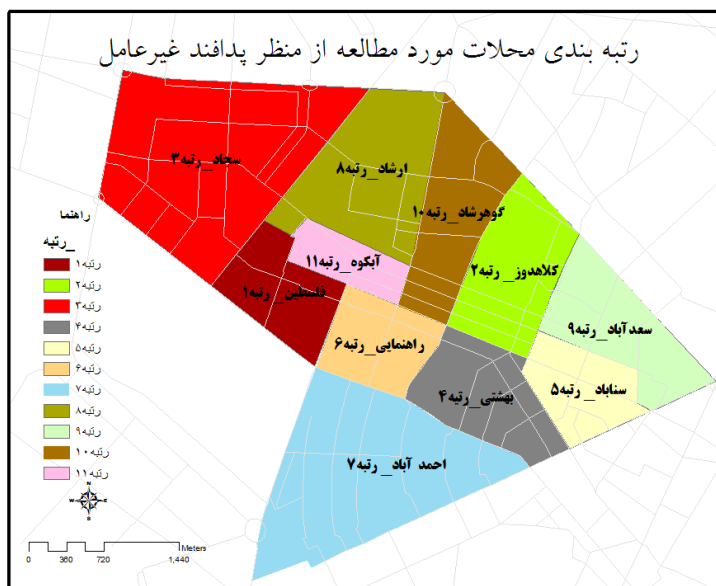 رتبه بندی محلات مورد مطالعه از منظر پدافند غیرعامل
سجاد_رتبه۳
ارشاد_رتبه۸
گوهرشاد_رتبه۱۰
کلاهدوز_رتبه۲
آبکوه_رتبه۱۱
فلسطین_رتبه۱
سعدآباد_رتبه۹
راهنمایی_رتبه۶
سناباد_رتبه۵
بهشتی_رتبه۴
احمد آباد_رتبه۷
راهنما
_رتبه
رتبه۱
رتبه۲
رتبه۳
رتبه۴
رتبه۵
رتبه۶
رتبه۷
رتبه۸
رتبه۹
رتبه۱۰
رتبه۱۱
N
W E
S
Meters
0 360 720 1,440